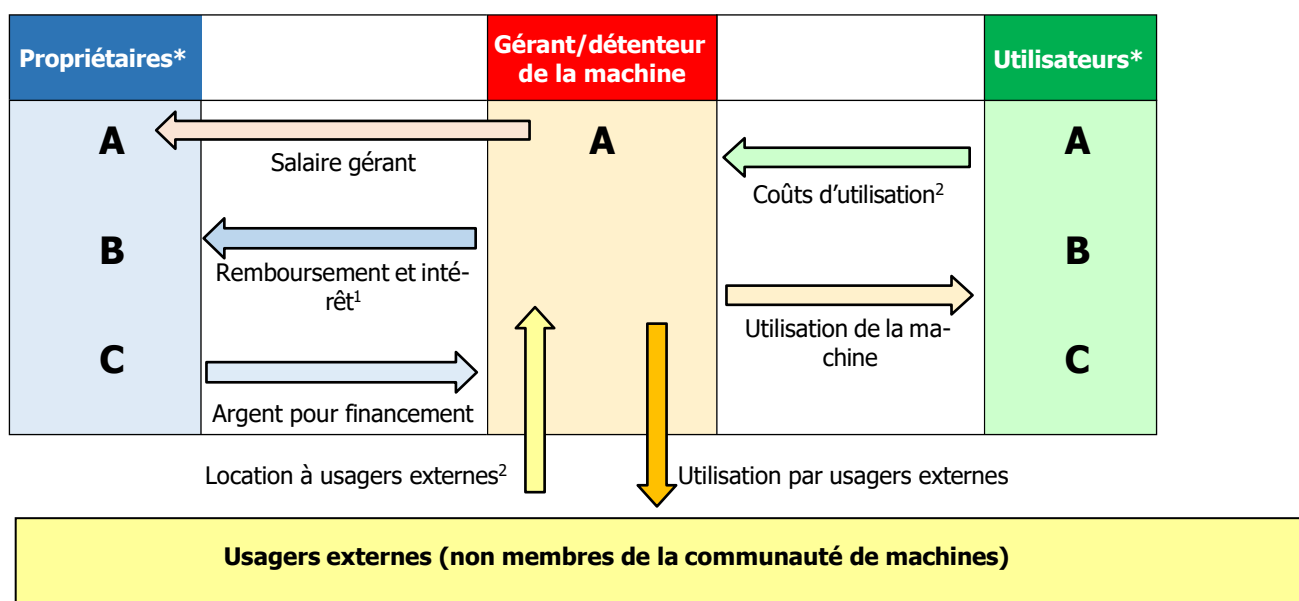 Propriétaires*
Gérant/détenteur
de la machine
Utilisateurs*
A
Salaire gérant
A
Coûts d'utilisation²
A
B
Remboursement et inté-
rêt¹
B
Utilisation de la ma-
chine
C
Argent pour financement
C
Location à usagers externes²
Utilisation par usagers externes
Usagers externes (non membres de la communauté de machines)